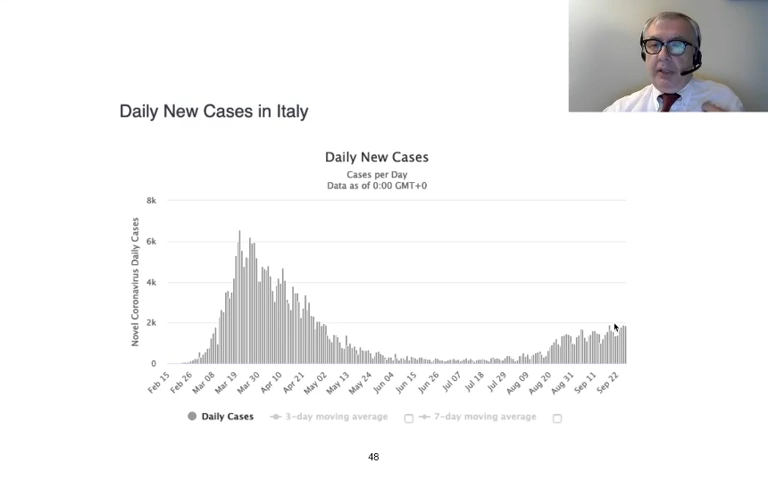 Daily New Cases in Italy
Daily New Cases
Cases per Day
Data as of 0:00 GMT+0
Novel Coronavirus Daily Cases
8k
6k
4k
2k
0
Feb 15 Feb 26 Mar 08 Mar 19 Mar 30 Apr 10 Apr 21 May 02 May 13 May 24 Jun 04 Jun 15 Jun 26 Jul 07 Jul 18 Jul 29 Aug 09 Aug 20 Aug 31 Sep 11 Sep 22
Daily Cases 3-day moving average 7-day moving average
48